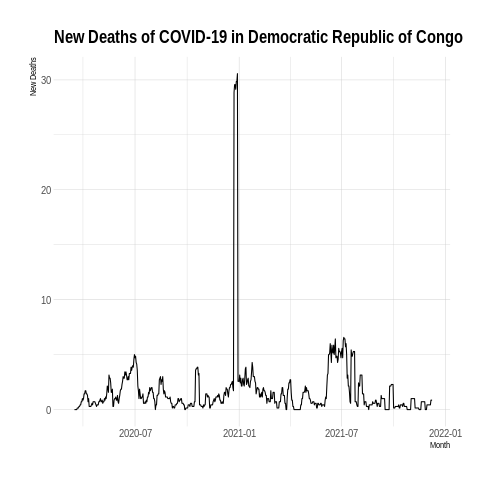 New Deaths of COVID-19 in Democratic Republic of Congo
New Deaths
30
20
10
0
2020-07 2021-01 2021-07 2022-01
Month